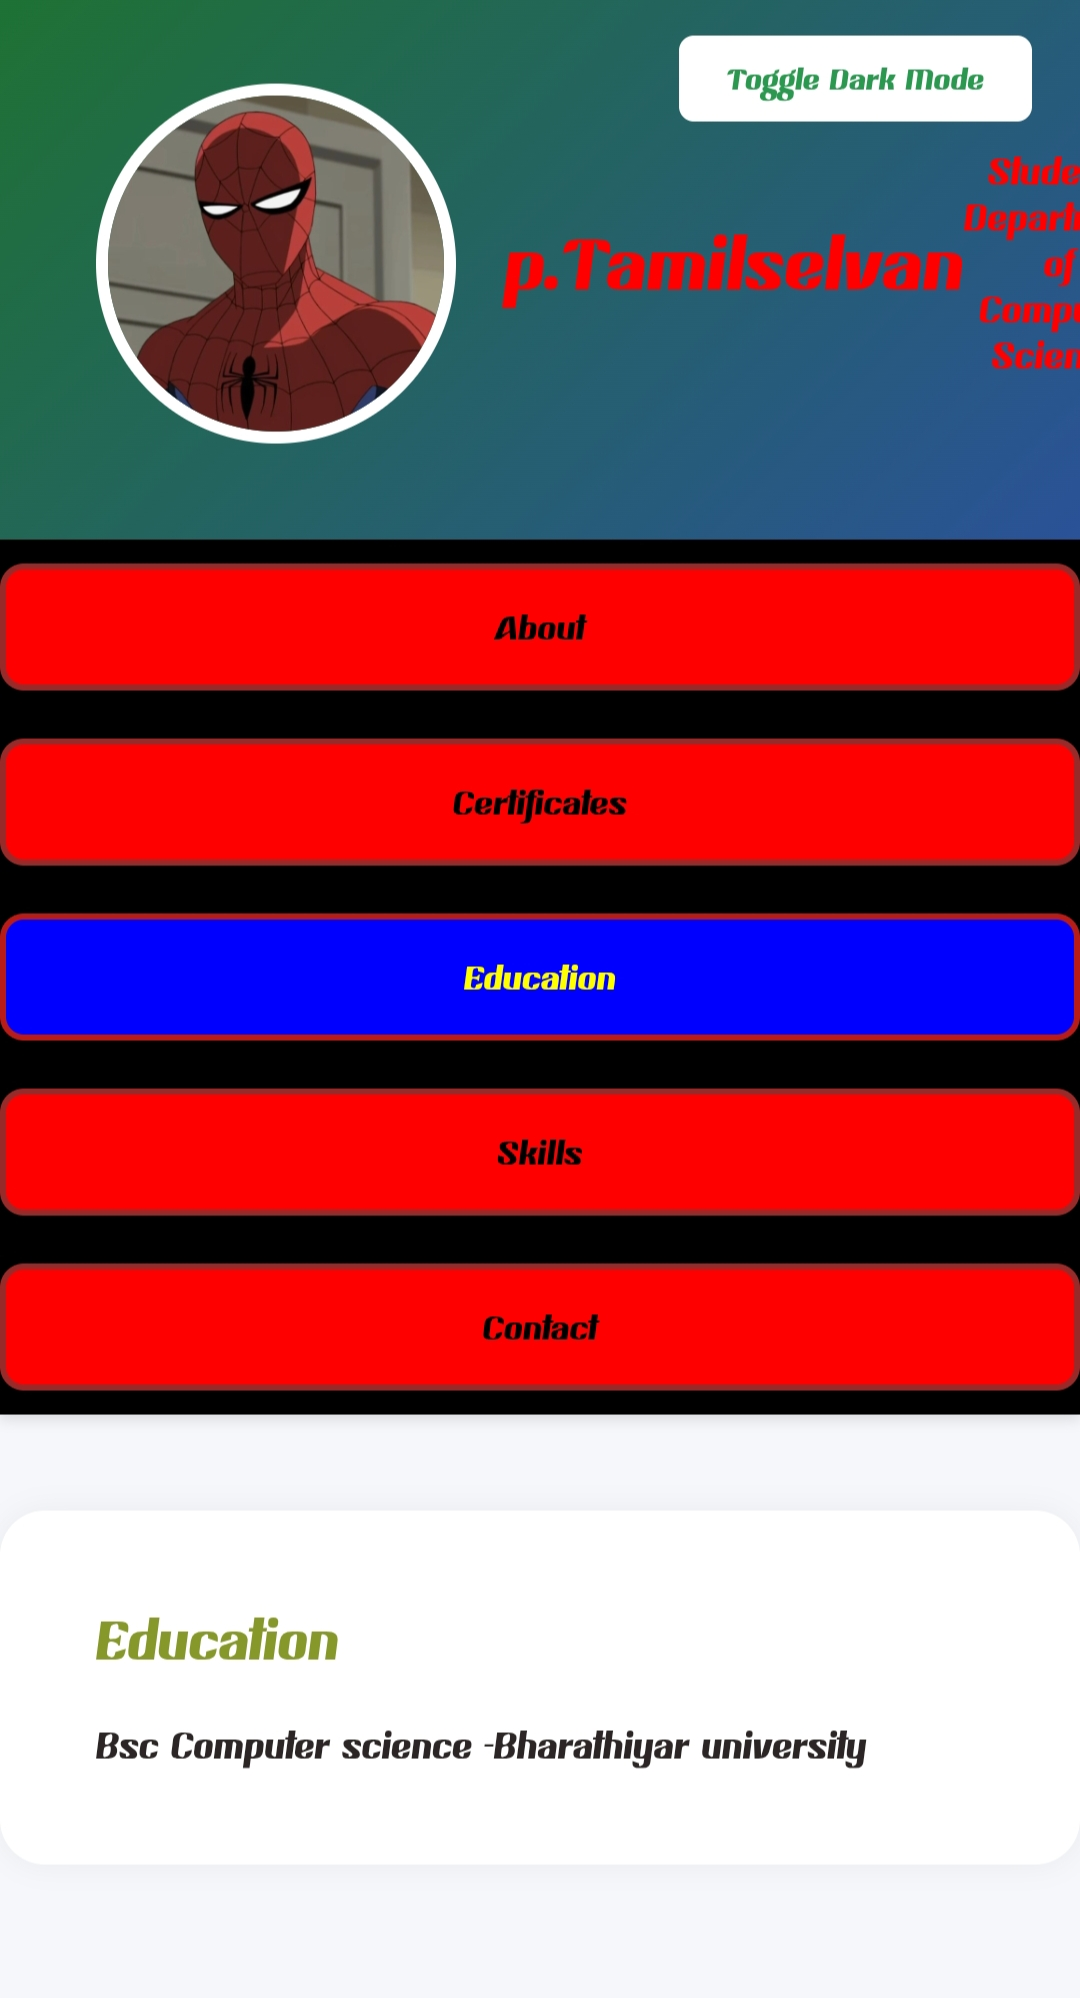 Toggle Dark Mode
p.Tamilselvan
of
About
Certificates
Education
Skills
Contact
Education
Bsc Computer science -Bharathiyar university